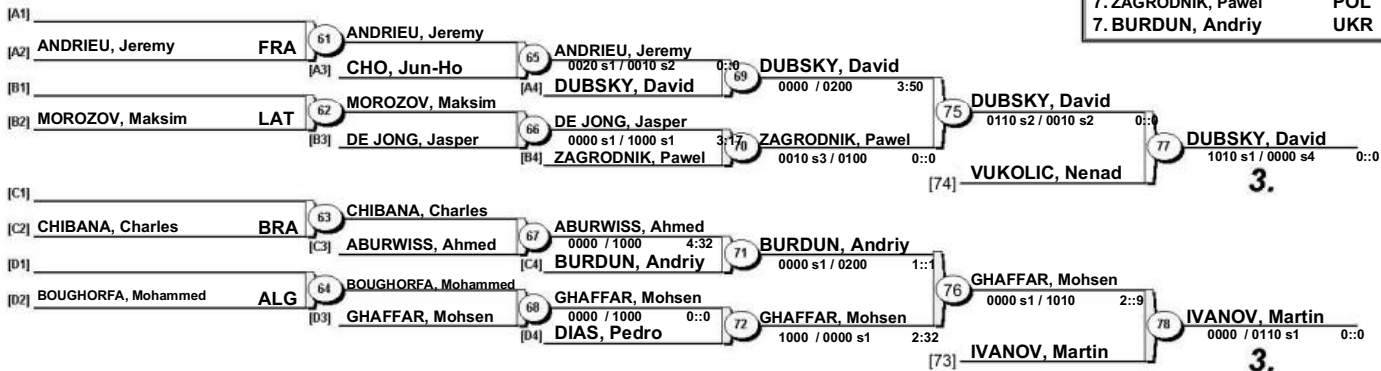 7. ZAGRODNIK, Pawel POL
7. BURDUN, Andriy UKR
[A1]
[A2] ANDRIEU, Jeremy FRA
61
ANDRIEU, Jeremy
[A3] CHO, Jun-Ho
65
ANDRIEU, Jeremy
0020 s1 / 0010 s2 0::0
[A4] DUBSKY, David
69
DUBSKY, David
0000 / 0200 3:50
[B1]
[B2] MOROZOV, Maksim LAT
62
MOROZOV, Maksim
[B3] DE JONG, Jasper
66
DE JONG, Jasper
0000 s1 / 1000 s1 3:17
[B4] ZAGRODNIK, Pawel
70
ZAGRODNIK, Pawel
0010 s3 / 0100 0::0
75
DUBSKY, David
0110 s2 / 0010 s2 0::0
[74] VUKOLIC, Nenad
77
DUBSKY, David
1010 s1 / 0000 s4 0::0
3.
[C1]
[C2] CHIBANA, Charles BRA
63
CHIBANA, Charles
[C3] ABURWISS, Ahmed
67
ABURWISS, Ahmed
0000 / 1000 4:32
[C4] BURDUN, Andriy
71
BURDUN, Andriy
0000 s1 / 0200 1::1
[D1]
[D2] BOUGHORFA, Mohammed ALG
64
BOUGHORFA, Mohammed
[D3] GHAFFAR, Mohsen
68
GHAFFAR, Mohsen
0000 / 1000 0::0
[D4] DIAS, Pedro
72
GHAFFAR, Mohsen
1000 / 0000 s1 2:32
76
GHAFFAR, Mohsen
0000 s1 / 1010 2::9
[73] IVANOV, Martin
78
IVANOV, Martin
0000 / 0110 s1 0::0
3.